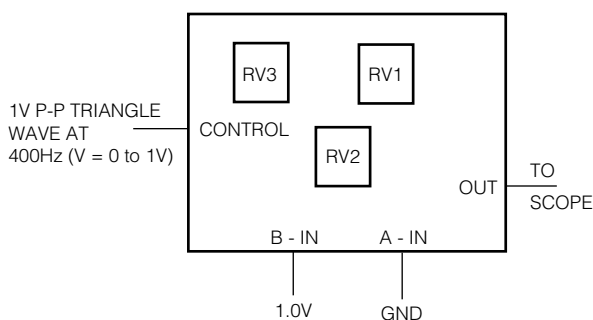 RV3
RV1
1V P-P TRIANGLE
WAVE AT
400Hz (V = 0 to 1V)
CONTROL
RV2
OUT
TO
SCOPE
B - IN
A - IN
1.0V
GND